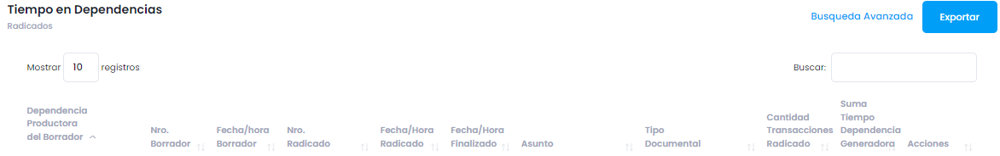 Tiempo en Dependencias
Radicados
Busqueda Avanzada
Exportar
Mostrar 10 registros
Buscar:
Dependencia
Productora
del Borrador
Nro.
Borrador
Fecha/hora
Borrador
Nro.
Radicado
Fecha/Hora
Radicado
Fecha/Hora
Finalizado
Asunto
Tipo
Documental
Cantidad
Transacciones
Radicado
Suma
Tiempo
Dependencia
Generadora
Acciones